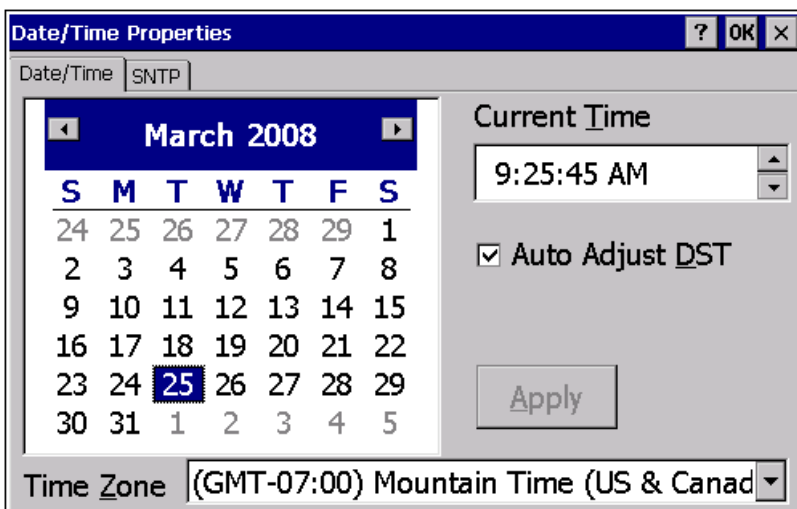 Date/Time Properties ? OK ×
Date/Time SNTP
March 2008
S M T W T F S
24 25 26 27 28 29 1
2 3 4 5 6 7 8
9 10 11 12 13 14 15
16 17 18 19 20 21 22
23 24 25 26 27 28 29
30 31 1 2 3 4 5
Current Time
9:25:45 AM
Auto Adjust DST
Apply
Time Zone (GMT-07:00) Mountain Time (US & Canad